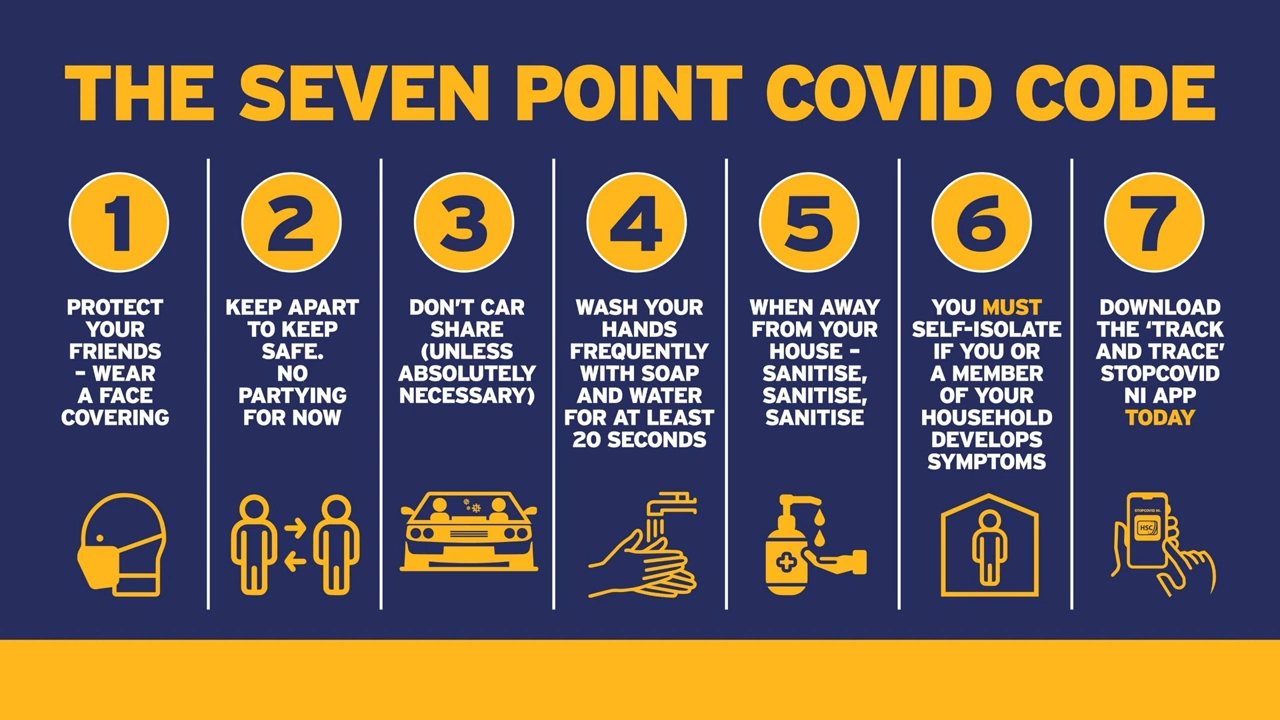 THE SEVEN POINT COVID CODE
1
PROTECT
YOUR
FRIENDS
– WEAR
A FACE
COVERING
2
KEEP APART
TO KEEP
SAFE.
NO
PARTYING
FOR NOW
3
DON'T CAR
SHARE
(UNLESS
ABSOLUTELY
NECESSARY)
4
WASH YOUR
HANDS
FREQUENTLY
WITH SOAP
AND WATER
FOR AT LEAST
20 SECONDS
5
WHEN AWAY
FROM YOUR
HOUSE –
SANITISE,
SANITISE,
SANITISE
6
YOU MUST
SELF-ISOLATE
IF YOU OR
A MEMBER
OF YOUR
HOUSEHOLD
DEVELOPS
SYMPTOMS
7
DOWNLOAD
THE ‘TRACK
AND TRACE’
STOPCOVID
NI APP
TODAY
STOPCOVID NI
HSC